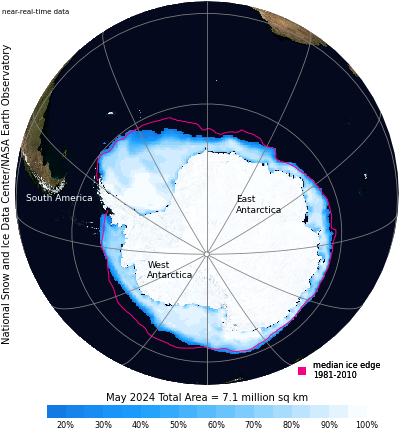 near-real-time data
National Snow and Ice Data Center/NASA Earth Observatory
South America
East
Antarctica
West
Antarctica
median ice edge
1981-2010
May 2024 Total Area = 7.1 million sq km
20% 30% 40% 50% 60% 70% 80% 90% 100%